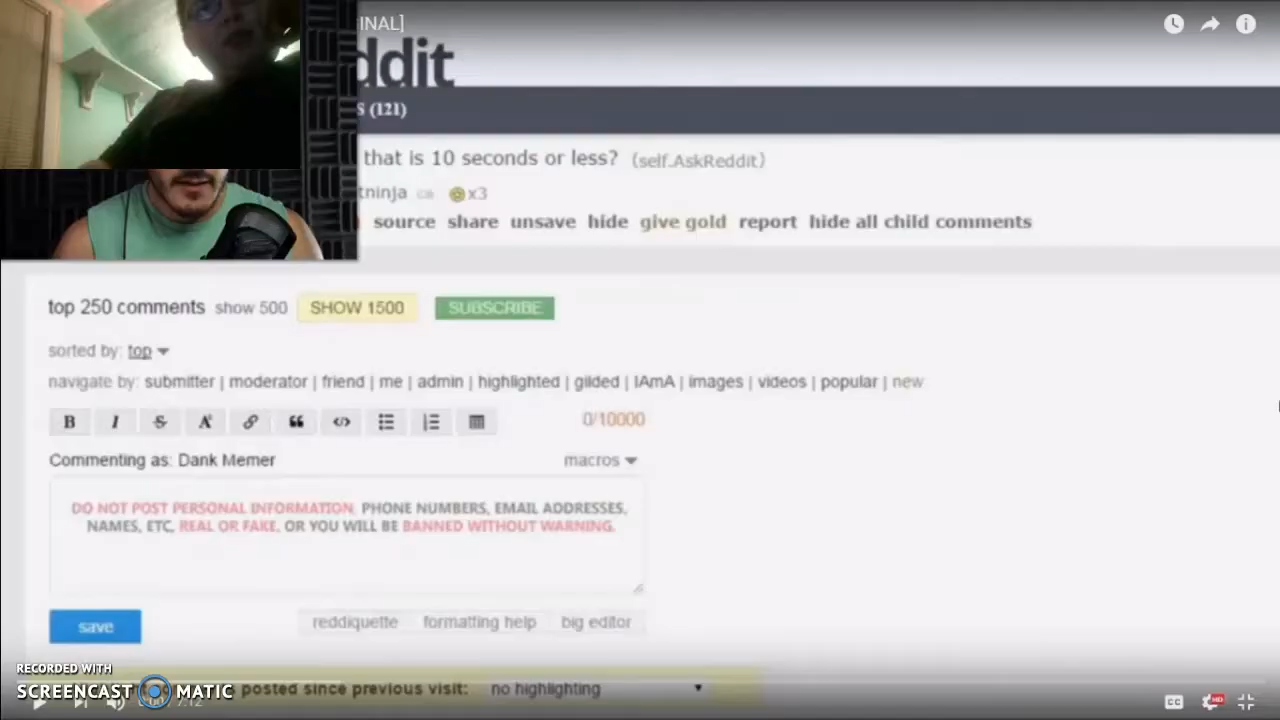 INAL]
ddit
S (121)
that is 10 seconds or less? (self.AskReddit)
tninja x3
source share unsave hide give gold report hide all child comments
top 250 comments show 500 SHOW 1500 SUBSCRIBE
sorted by: top
navigate by: submitter | moderator | friend | me | admin | highlighted | gilded | IAmA | images | videos | popular | new
B I S A 0/10000
Commenting as: Dank Memer macros
DO NOT POST PERSONAL INFORMATION, PHONE NUMBERS, EMAIL ADDRESSES,
NAMES, ETC, REAL OR FAKE, OR YOU WILL BE BANNED WITHOUT WARNING.
save reddiquette formatting help big editor
RECORDED WITH
SCREENCAST MATIC
posted since previous visit: no highlighting
7:12 CC HD